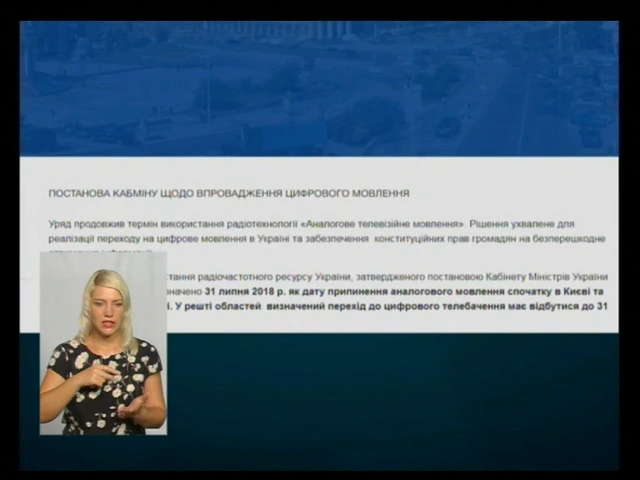 ПОСТАНОВА КАБМІНУ ЩОДО ВПРОВАДЖЕННЯ ЦИФРОВОГО МОВЛЕННЯ
Уряд продовжив термін використання радіотехнології «Аналогове телевізійне мовлення». Рішення ухвалене для
реалізації переходу на цифрове мовлення в Україні та забезпечення конституційних прав громадян на безперешкодне
стання радіочастотного ресурсу України, затвердженого постановою Кабінету Міністрів України
значено 31 липня 2018 р. як дату припинення аналогового мовлення спочатку в Києві та
і. У решті областей визначений перехід до цифрового телебачення має відбутися до 31